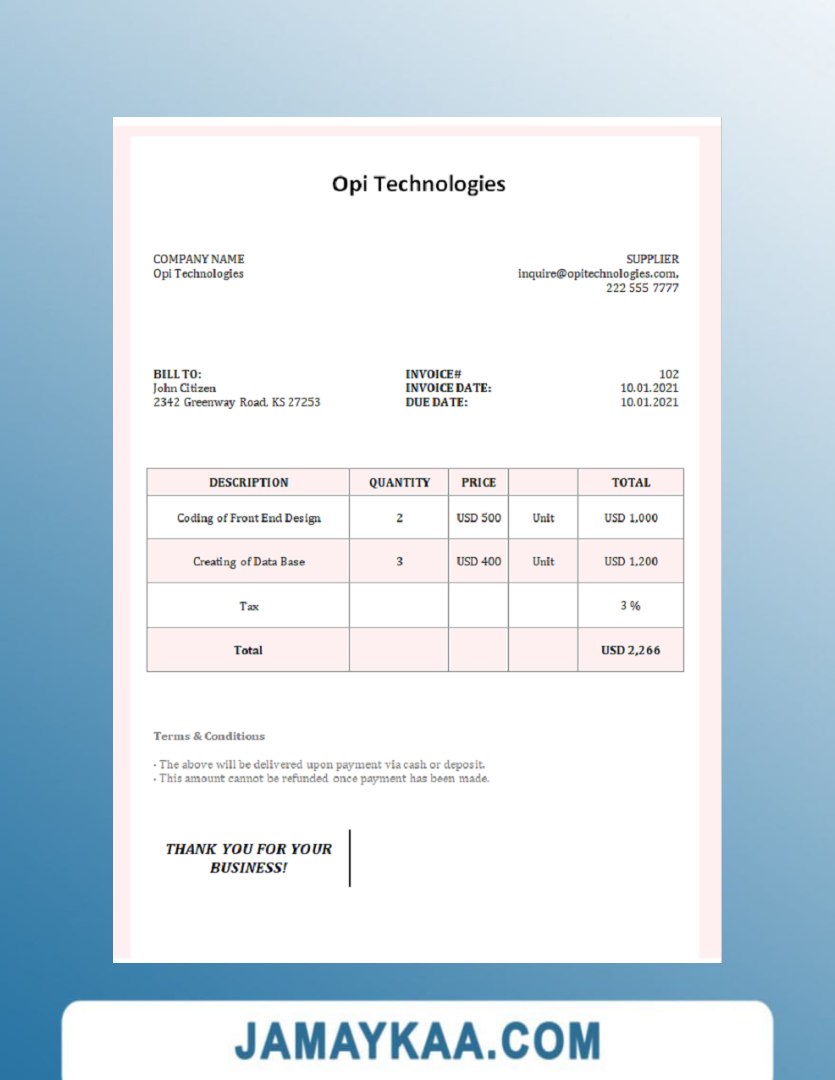 Opi Technologies
COMPANY NAME
Opi Technologies
SUPPLIER
inquire@opitechnologies.com,
222 555 7777
BILL TO:
John Citizen
2342 Greenway Road, KS 27253
INVOICE# 102
INVOICE DATE: 10.01.2021
DUE DATE: 10.01.2021
DESCRIPTION QUANTITY PRICE TOTAL
Coding of Front End Design 2 USD 500 Unit USD 1,000
Creating of Data Base 3 USD 400 Unit USD 1,200
Tax 3 %
Total USD 2,266
Terms & Conditions
- The above will be delivered upon payment via cash or deposit.
- This amount cannot be refunded once payment has been made.
THANK YOU FOR YOUR
BUSINESS!
JAMAYKAA.COM